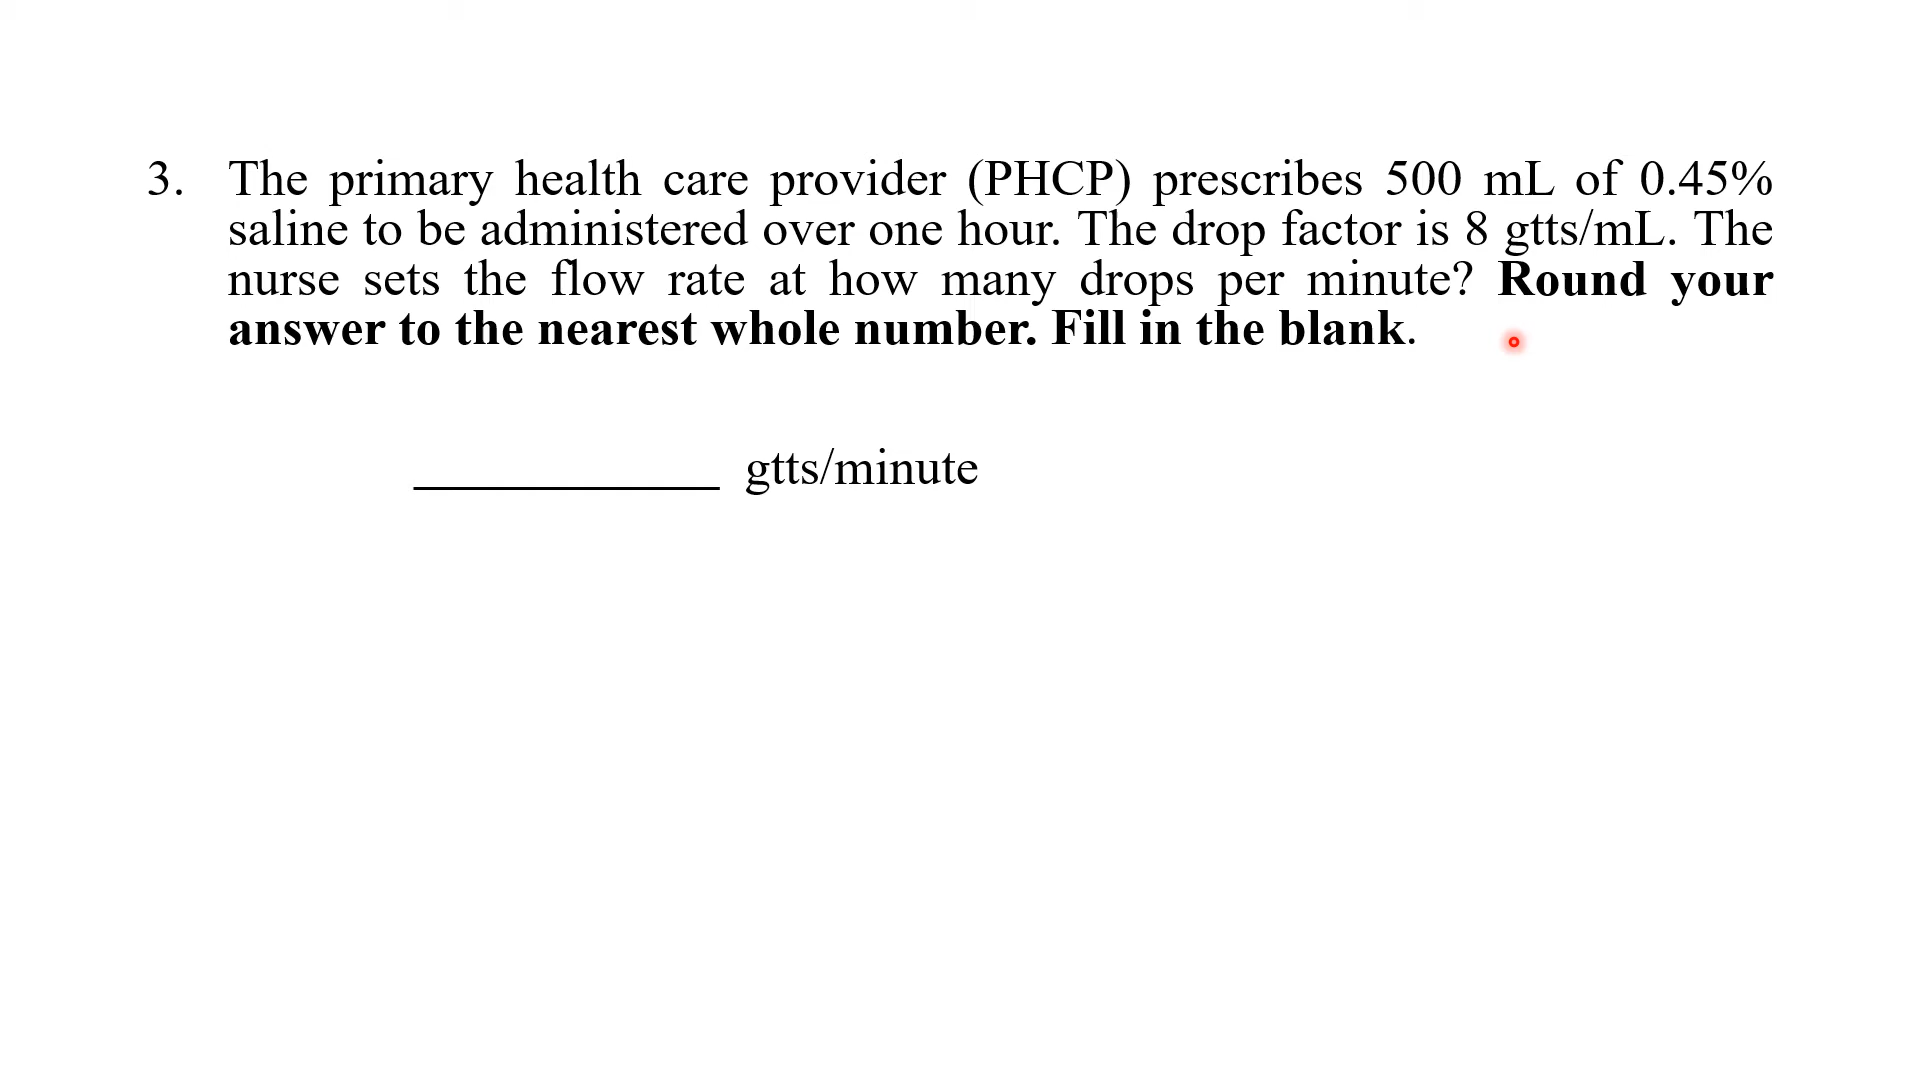 3. The primary health care provider (PHCP) prescribes 500 mL of 0.45%
saline to be administered over one hour. The drop factor is 8 gtts/mL. The
nurse sets the flow rate at how many drops per minute? Round your
answer to the nearest whole number. Fill in the blank.
____________ gtts/minute